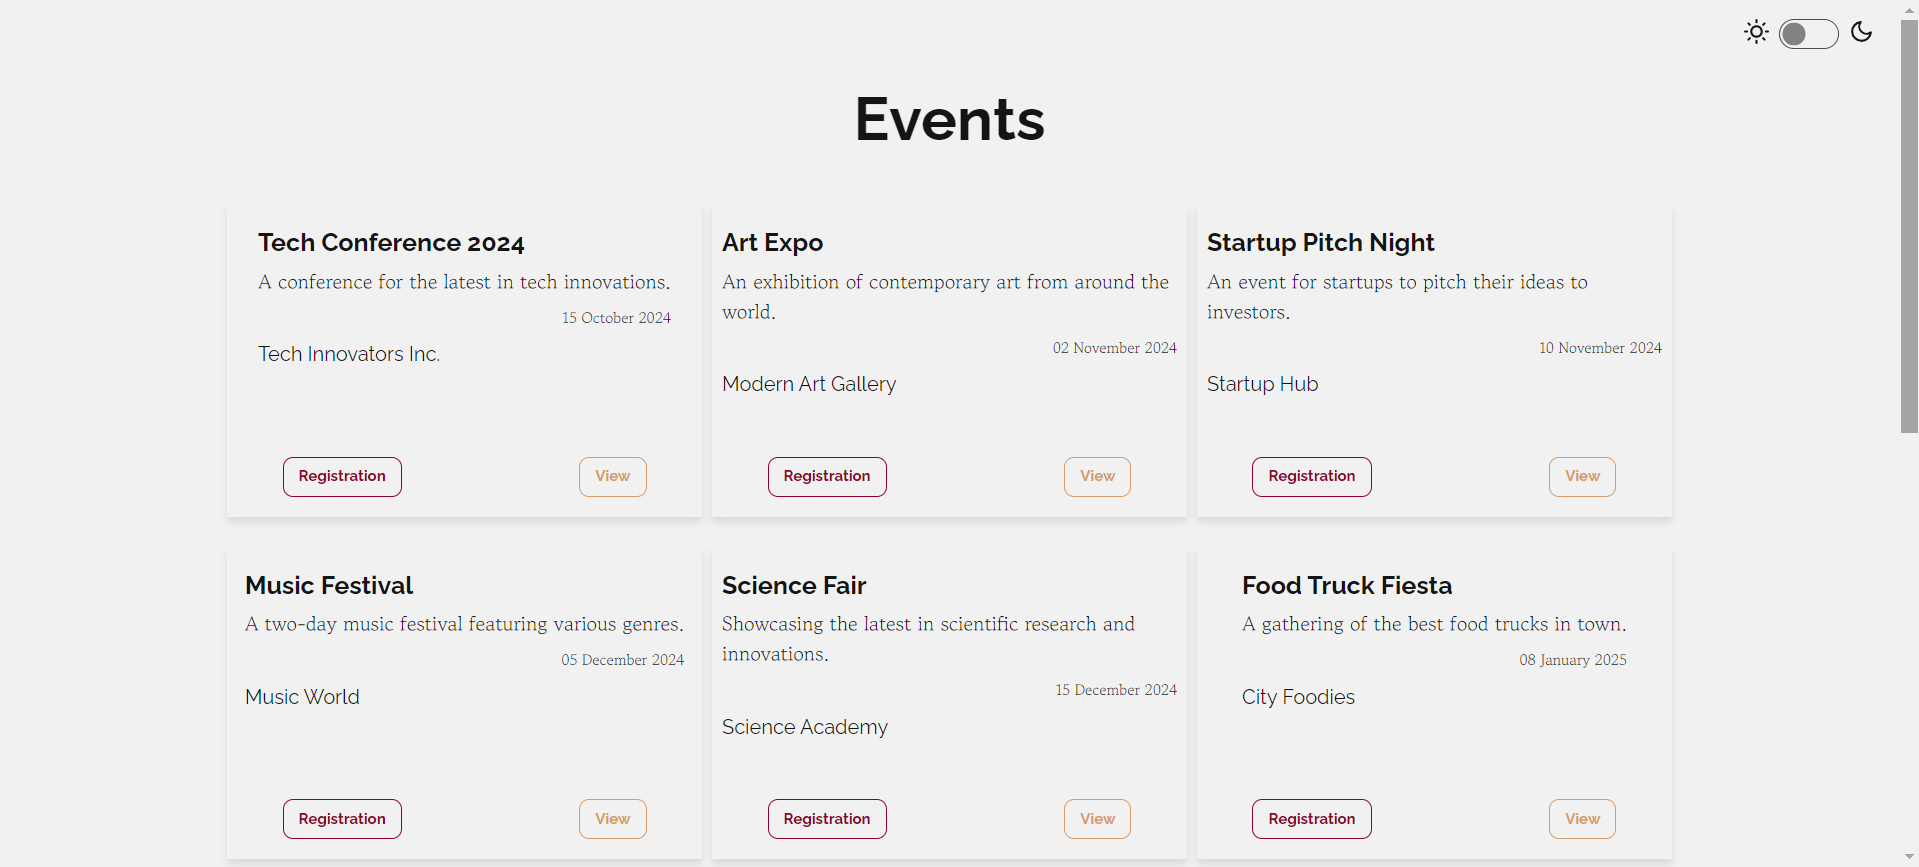 Events
Tech Conference 2024
A conference for the latest in tech innovations.
15 October 2024
Tech Innovators Inc.
Registration
View
Art Expo
An exhibition of contemporary art from around the
world.
02 November 2024
Modern Art Gallery
Registration
View
Startup Pitch Night
An event for startups to pitch their ideas to
investors.
10 November 2024
Startup Hub
Registration
View
Music Festival
A two-day music festival featuring various genres.
05 December 2024
Music World
Registration
View
Science Fair
Showcasing the latest in scientific research and
innovations.
15 December 2024
Science Academy
Registration
View
Food Truck Fiesta
A gathering of the best food trucks in town.
08 January 2025
City Foodies
Registration
View